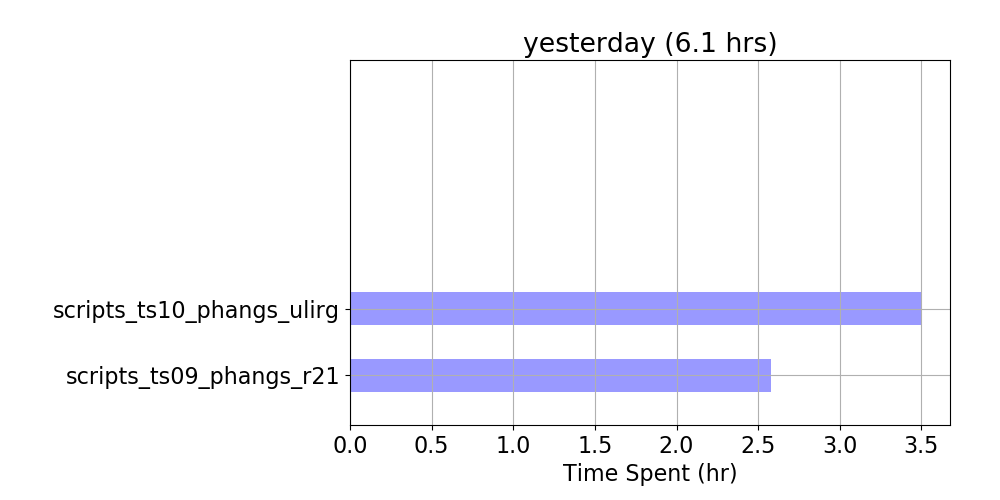 yesterday (6.1 hrs)
scripts_ts10_phangs_ulirg
scripts_ts09_phangs_r21
0.0 0.5 1.0 1.5 2.0 2.5 3.0 3.5
Time Spent (hr)